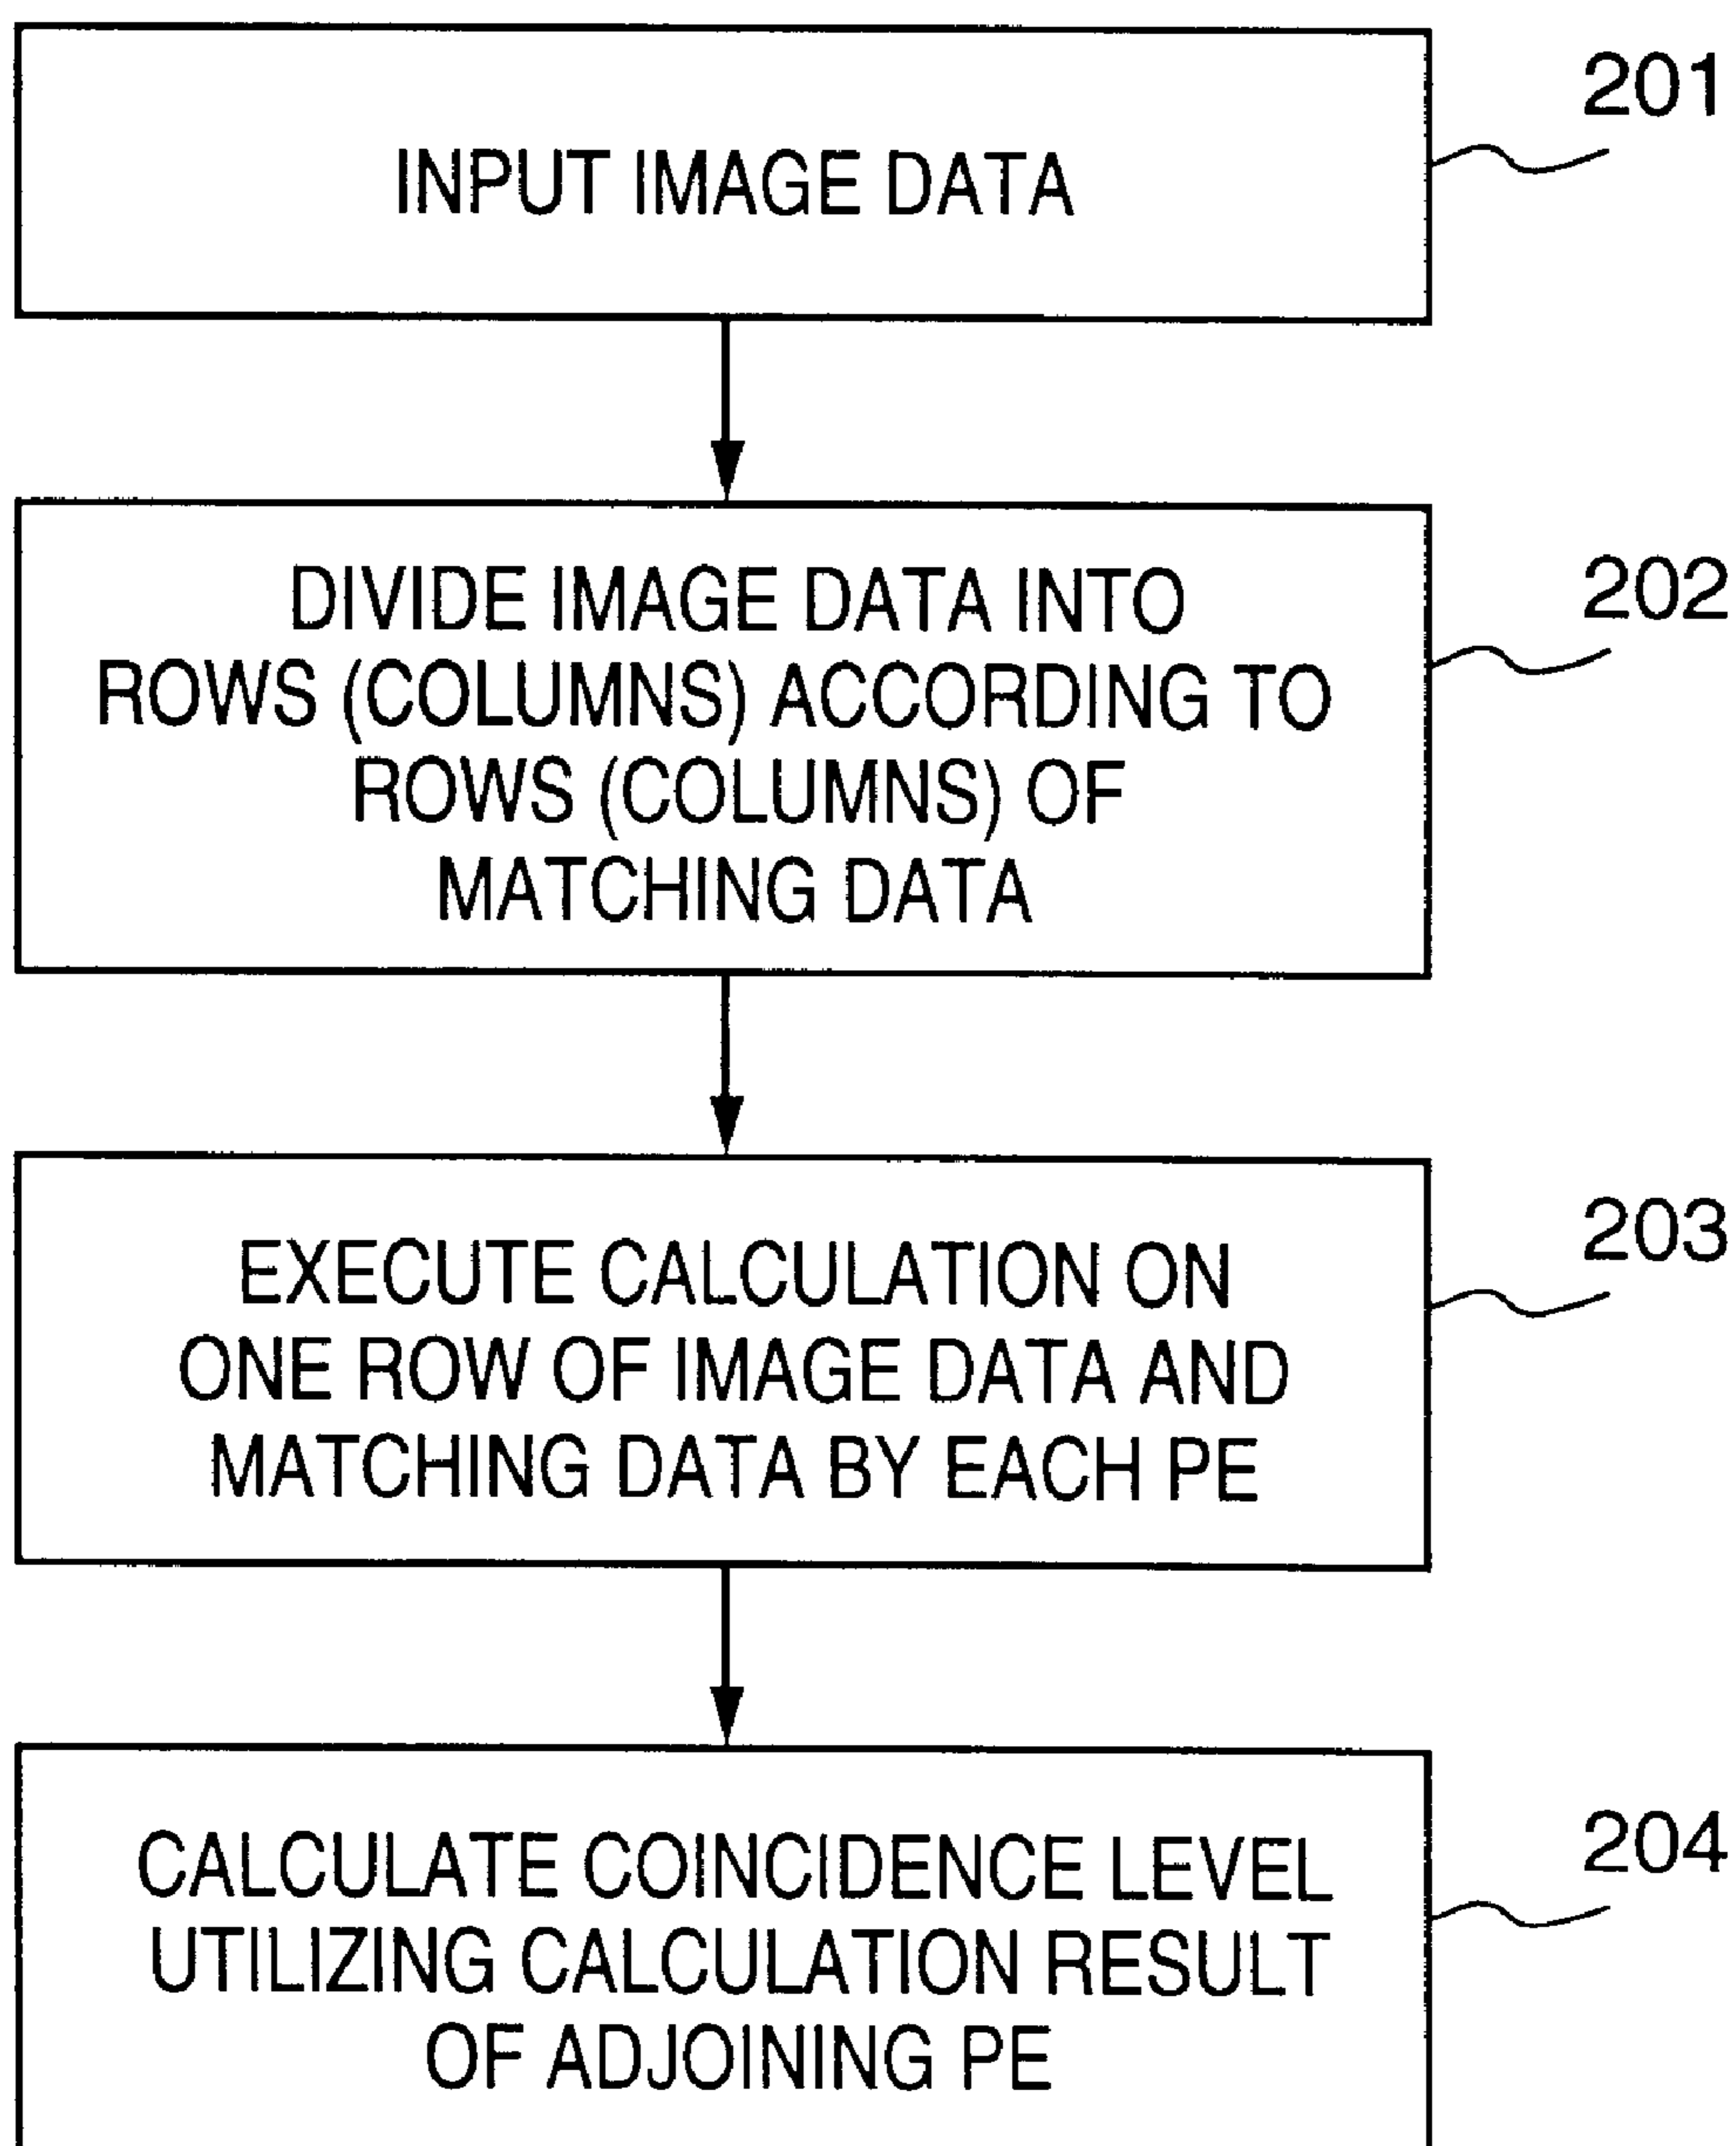 INPUT IMAGE DATA
201
DIVIDE IMAGE DATA INTO
ROWS (COLUMNS) ACCORDING TO
ROWS (COLUMNS) OF
MATCHING DATA
202
EXECUTE CALCULATION ON
ONE ROW OF IMAGE DATA AND
MATCHING DATA BY EACH PE
203
CALCULATE COINCIDENCE LEVEL
UTILIZING CALCULATION RESULT
OF ADJOINING PE
204